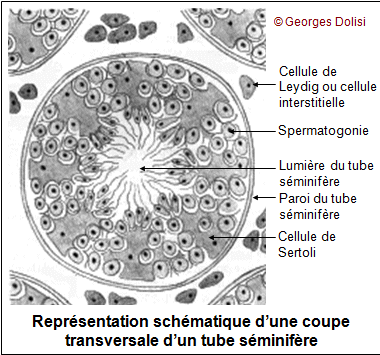 © Georges Dolisi
Cellule de
Leydig ou cellule
interstitielle
Spermatogonie
Lumière du tube
séminifère
Paroi du tube
séminifère
Cellule de
Sertoli
Représentation schématique d'une coupe
transversale d'un tube séminifère